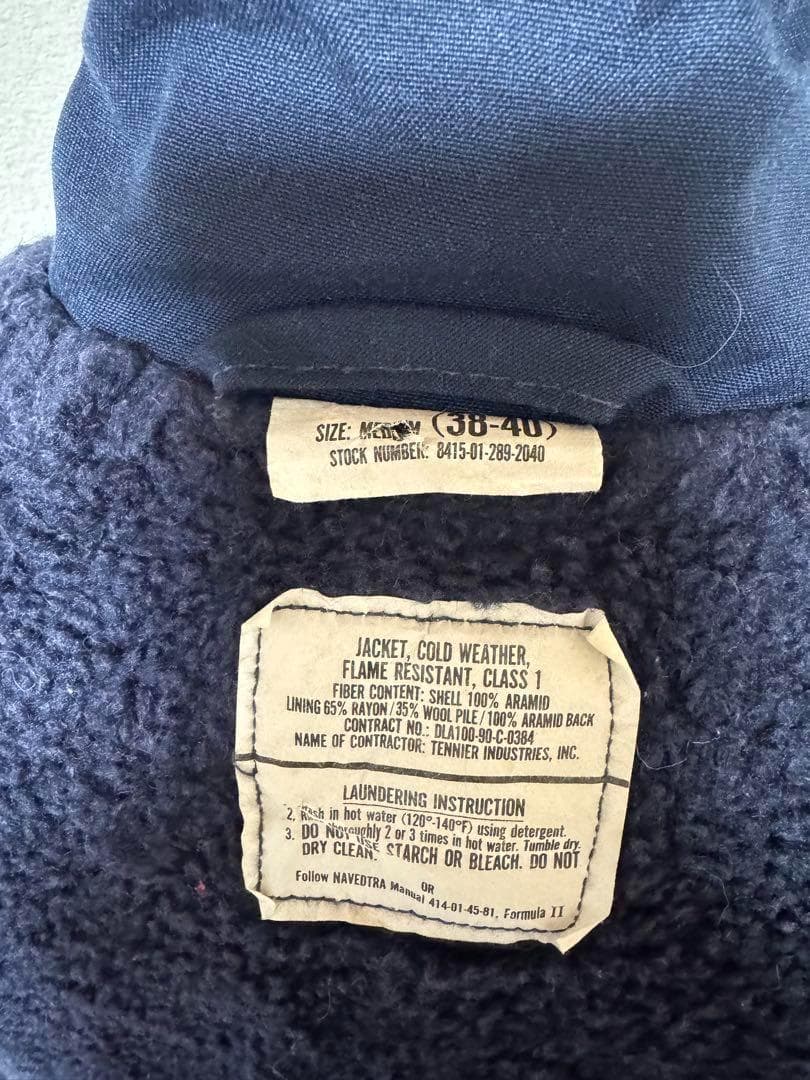 SIZE: MEDIUM (38-40)
STOCK NUMBER: 8415-01-289-2040
JACKET, COLD WEATHER,
FLAME RESISTANT, CLASS 1
FIBER CONTENT: SHELL 100% ARAMID
LINING 65% RAYON/35% WOOL PILE/100% ARAMID BACK
CONTRACT NO.: DLA100-90-C-0364
NAME OF CONTRACTOR: TENNIER INDUSTRIES, INC.
LAUNDERING INSTRUCTION
2. in hot water (120°-140°F) using detergent.
3. DO NO 2 or 3 times in hot water. Tumble dry.
DRY CLEAN. STARCH OR BLEACH. DO NOT
OR
Follow NAVEDTRA Manual 414-01-45-81, Formula II